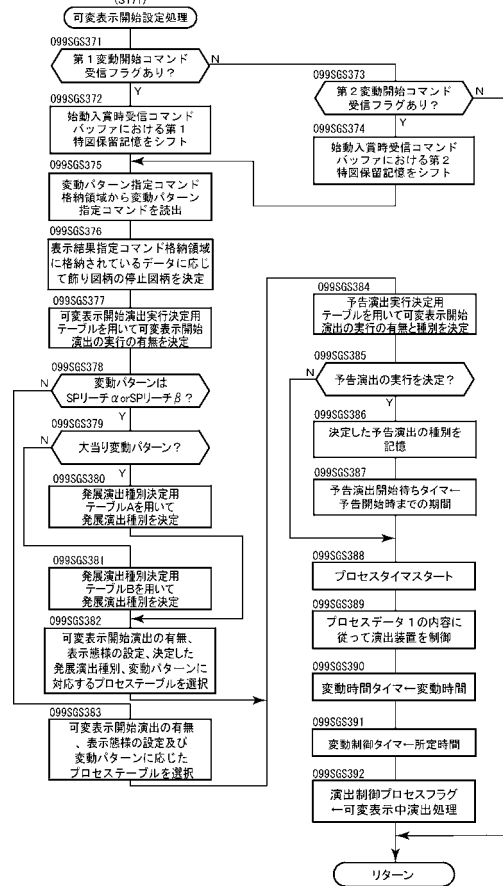 可変表示開始設定処理
099SGS371
第１変動開始コマンド
受信フラグあり？
N
Y
099SGS372
始動入賞時受信コマンド
バッファにおける第１
特図保留記憶をシフト
099SGS373
第２変動開始コマンド
受信フラグあり？
N
Y
099SGS374
始動入賞時受信コマンド
バッファにおける第２
特図保留記憶をシフト
099SGS375
変動パターン指定コマンド
格納領域から変動パターン
指定コマンドを読出
099SGS376
表示結果指定コマンド格納領域
に格納されているデータに応じ
て飾り図柄の停止図柄を決定
099SGS377
可変表示開始演出実行決定用
テーブルを用いて可変表示開始
演出の実行の有無を決定
099SGS378
変動パターンは
SPリーチαorSPリーチβ？
N
Y
099SGS379
大当り変動パターン？
N
Y
099SGS380
発展演出種別決定用
テーブルAを用いて
発展演出種別を決定
099SGS381
発展演出種別決定用
テーブルBを用いて
発展演出種別を決定
099SGS382
可変表示開始演出の有無、
表示態様の設定、決定した
発展演出種別、変動パターンに
対応するプロセステーブルを選択
099SGS383
可変表示開始演出の有無
、表示態様の設定及び
変動パターンに応じた
プロセステーブルを選択
099SGS384
予告演出実行決定用
テーブルを用いて可変表示開始
演出の実行の有無と種別を決定
099SGS385
予告演出の実行を決定？
N
Y
099SGS386
決定した予告演出の種別を
記憶
099SGS387
予告演出開始待ちタイマ←
予告開始時までの期間
099SGS388
プロセスタイマスタート
099SGS389
プロセスデータ１の内容に
従って演出装置を制御
099SGS390
変動時間タイマ←変動時間
099SGS391
変動制御タイマ←所定時間
099SGS392
演出制御プロセスフラグ
←可変表示中演出処理
リターン